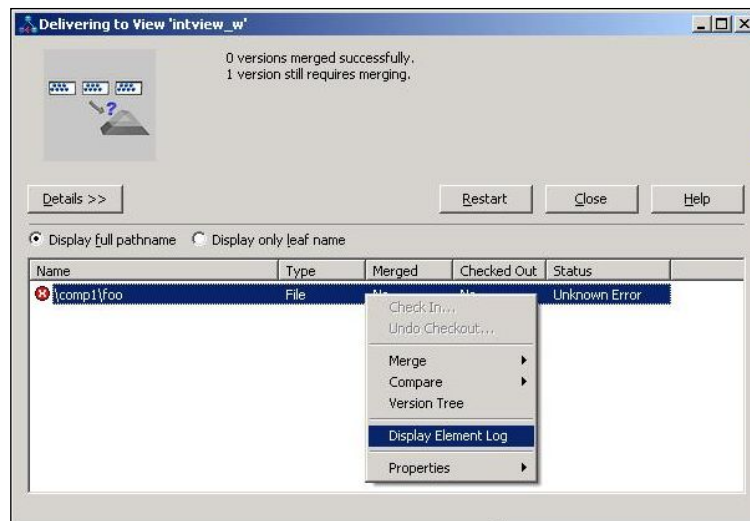 Delivering to View 'intview_w'
0 versions merged successfully.
1 version still requires merging.
?
Details >>
Restart
Close
Help
Display full pathname
Display only leaf name
Name Type Merged Checked Out Status
\comp1\foo File No No Unknown Error
Check In...
Undo Checkout...
Merge
Compare
Version Tree
Display Element Log
Properties